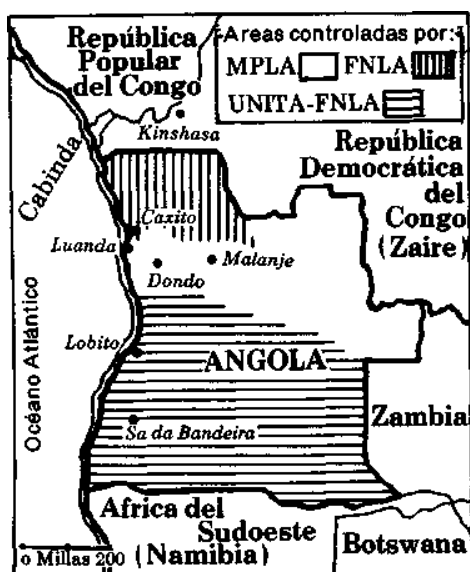 República
Popular
del Congo
Areas controladas por:
MPLA FNLA
UNITA-FNLA
Kinshasa
Cabinda
República
Democrática
del
Congo
(Zaire)
Caxito
Luanda
Malanje
Dondo
Océano Atlántico
Lobito
ANGOLA
Sa da Bandeira
Zambia
Africa del
Sudoeste
(Namibia)
Botswana
o Millas 200